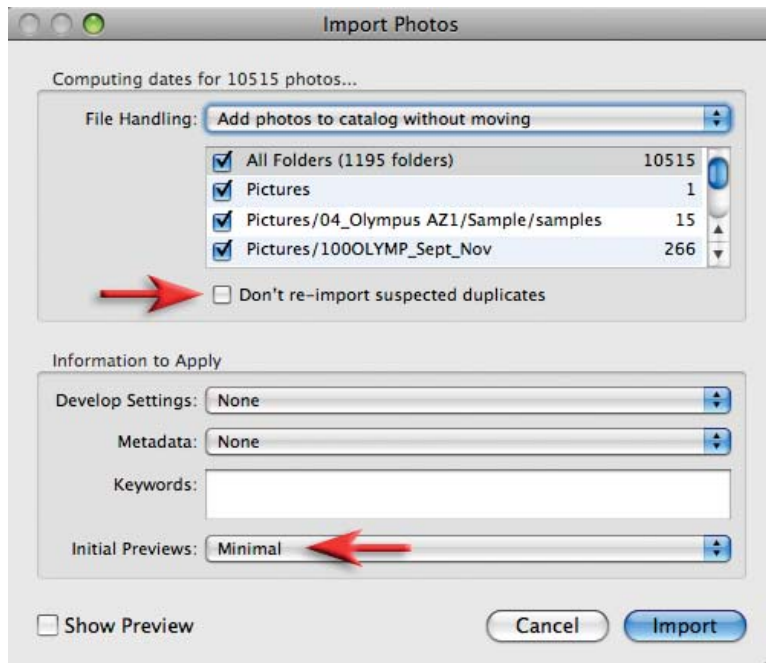 Import Photos
Computing dates for 10515 photos...
File Handling: Add photos to catalog without moving
All Folders (1195 folders) 10515
Pictures 1
Pictures/04_Olympus AZ1/Sample/samples 15
Pictures/100OLYMP_Sept_Nov 266
Don't re-import suspected duplicates
Information to Apply
Develop Settings: None
Metadata: None
Keywords:
Initial Previews: Minimal
Show Preview Cancel Import